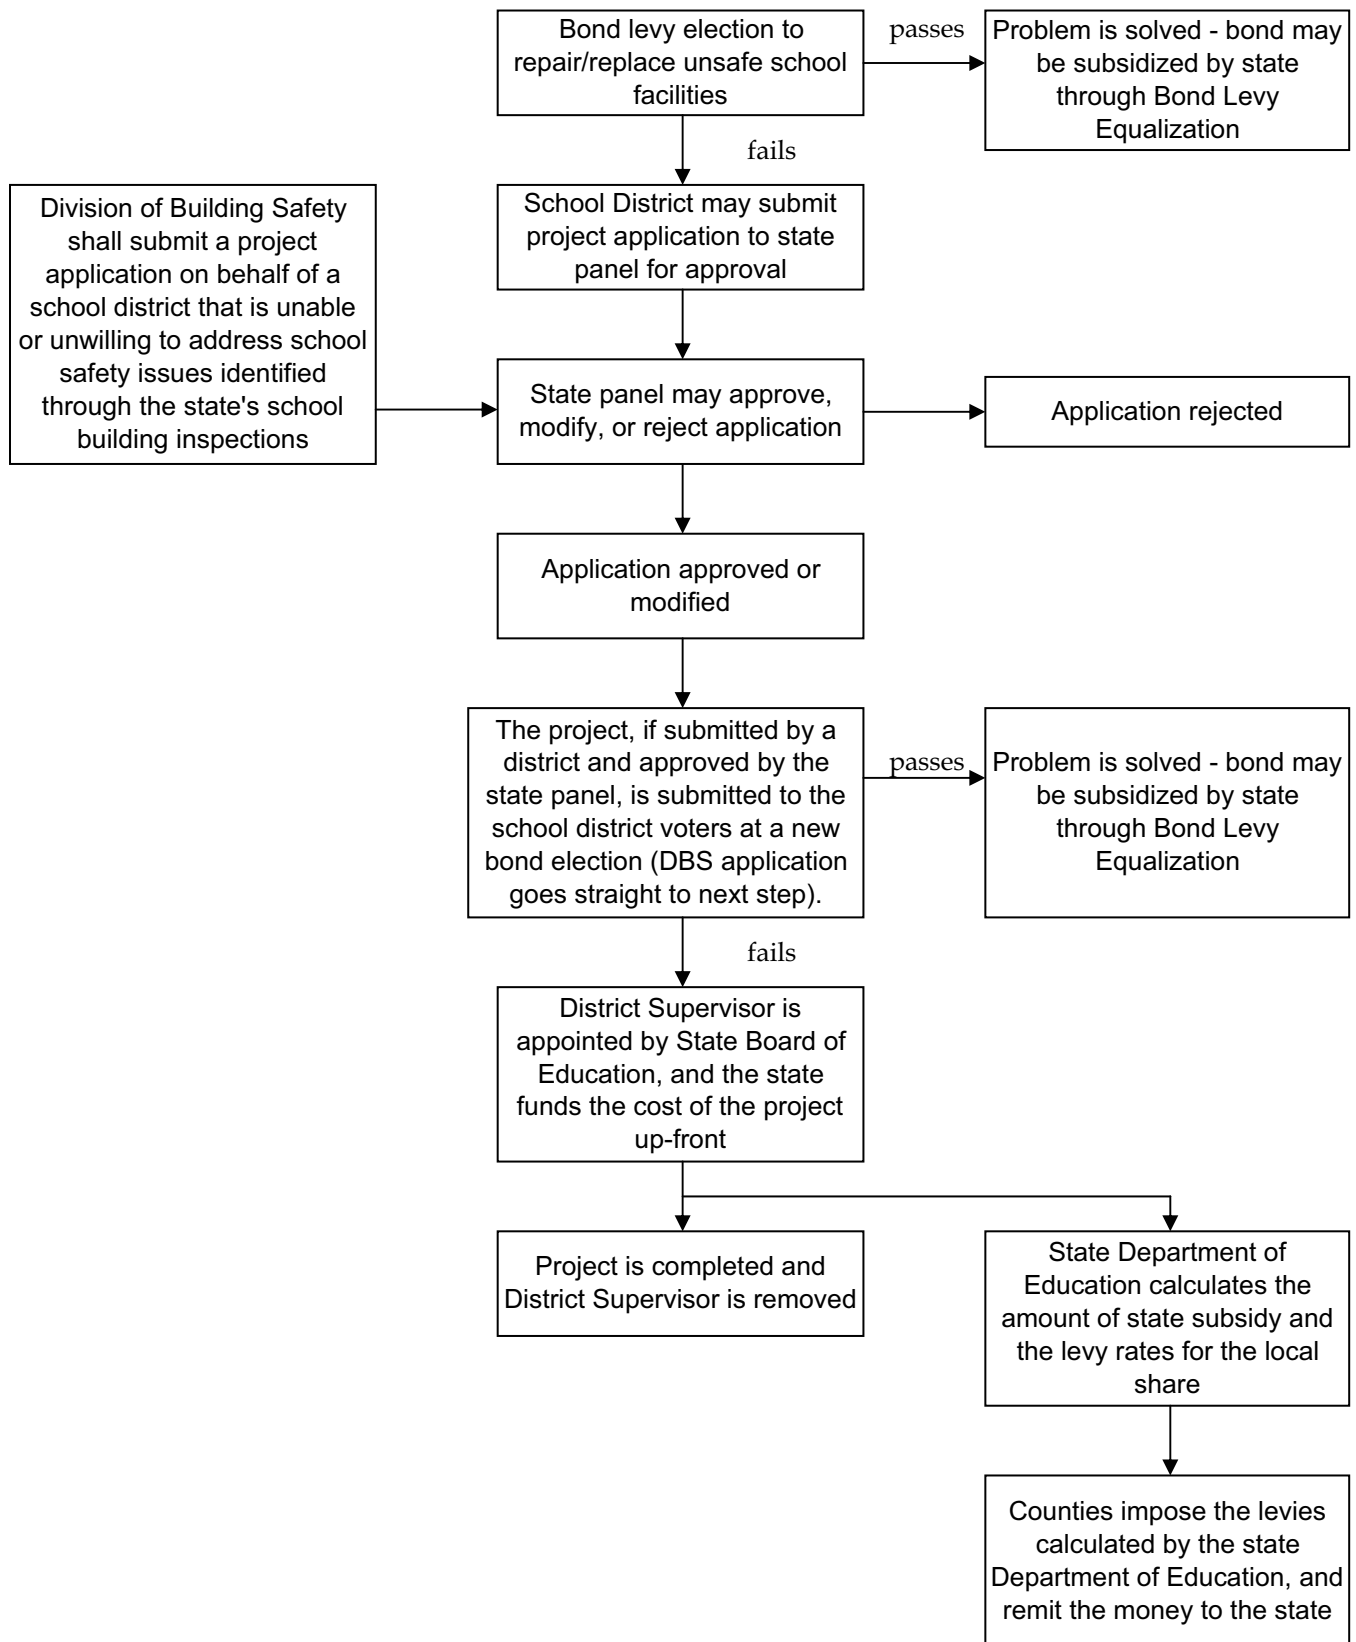 Bond levy election to
repair/replace unsafe school
facilities
passes
Problem is solved - bond may
be subsidized by state
through Bond Levy
Equalization
fails
Division of Building Safety
shall submit a project
application on behalf of a
school district that is unable
or unwilling to address school
safety issues identified
through the state's school
building inspections
School District may submit
project application to state
panel for approval
State panel may approve,
modify, or reject application
Application rejected
Application approved or
modified
The project, if submitted by a
district and approved by the
state panel, is submitted to the
school district voters at a new
bond election (DBS application
goes straight to next step).
passes
Problem is solved - bond may
be subsidized by state
through Bond Levy
Equalization
fails
District Supervisor is
appointed by State Board of
Education, and the state
funds the cost of the project
up-front
Project is completed and
District Supervisor is removed
State Department of
Education calculates the
amount of state subsidy and
the levy rates for the local
share
Counties impose the levies
calculated by the state
Department of Education, and
remit the money to the state